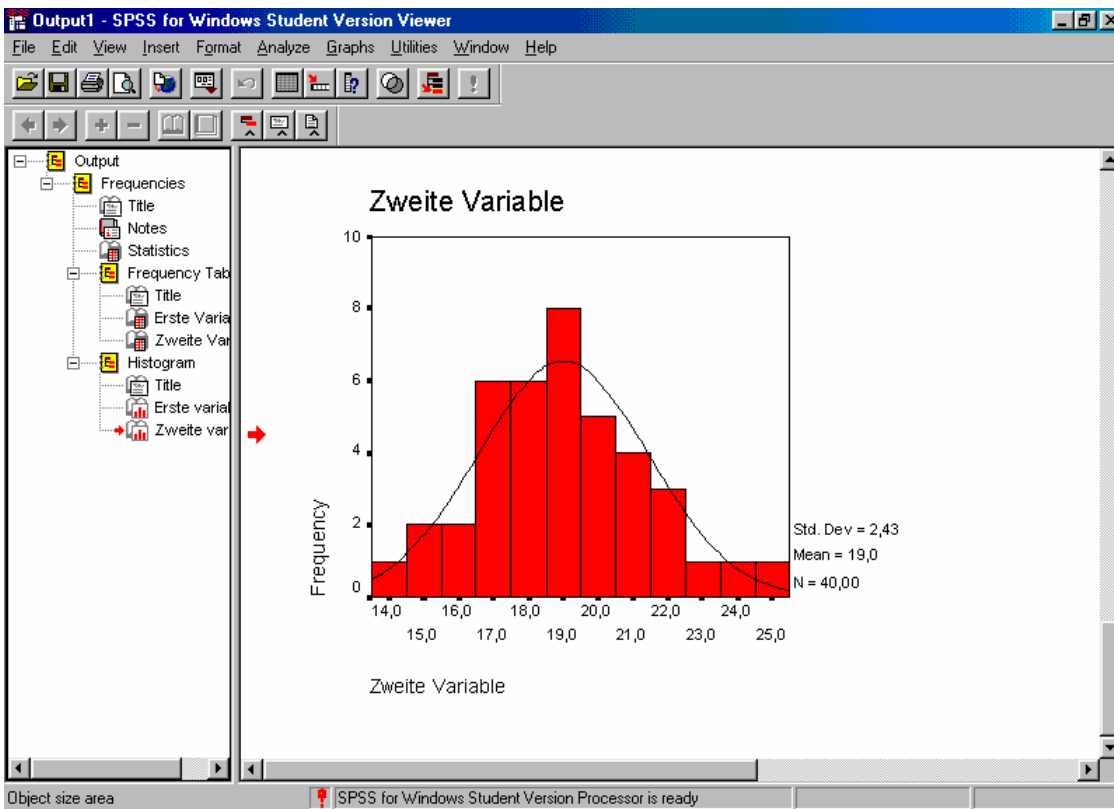 Output1 - SPSS for Windows Student Version Viewer
File Edit View Insert Format Analyze Graphs Utilities Window Help
Output
Frequencies
Title
Notes
Statistics
Frequency Tab
Title
Erste Varia
Zweite Var
Histogram
Title
Erste varial
Zweite var
Zweite Variable
10
8
6
4
2
0
Frequency
14,0 16,0 18,0 20,0 22,0 24,0
15,0 17,0 19,0 21,0 23,0 25,0
Zweite Variable
Std. Dev = 2,43
Mean = 19,0
N = 40,00
Object size area
SPSS for Windows Student Version Processor is ready